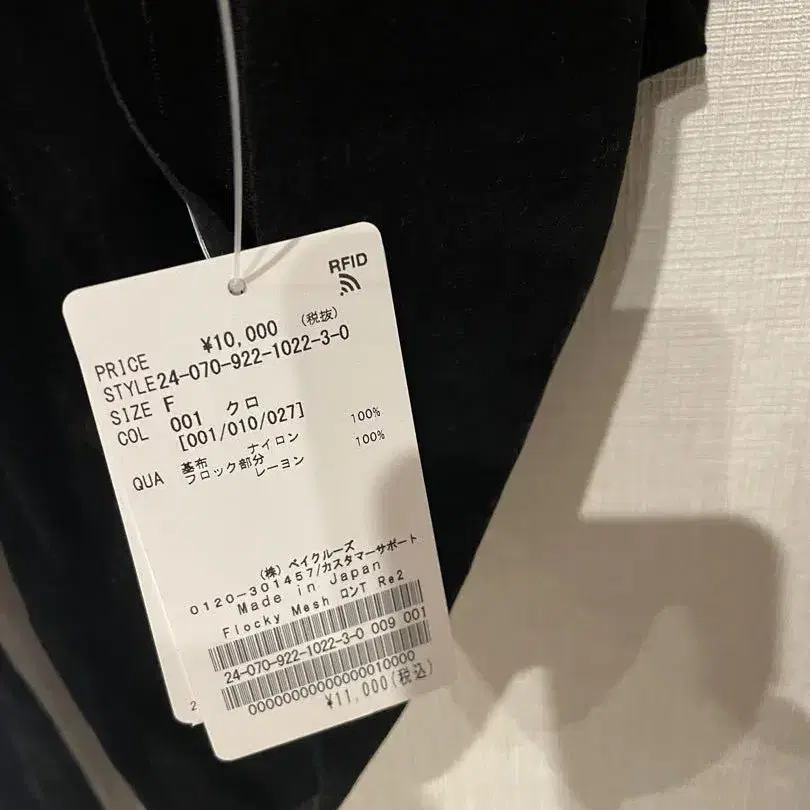 RFID
PRICE ¥10,000 (税抜)
STYLE24-070-922-1022-3-0
SIZE F
COL 001 クロ
[001/010/027]
QUA 基布 ナイロン 100%
フロック部分 レーヨン 100%
(株) ベイクルーズ
0120-301457/カスタマーサポート
Made in Japan
Flocky Mesh ロンT Re2
24-070-922-1022-3-0 009 001
00000000000000010000
¥11,000(税込)
2